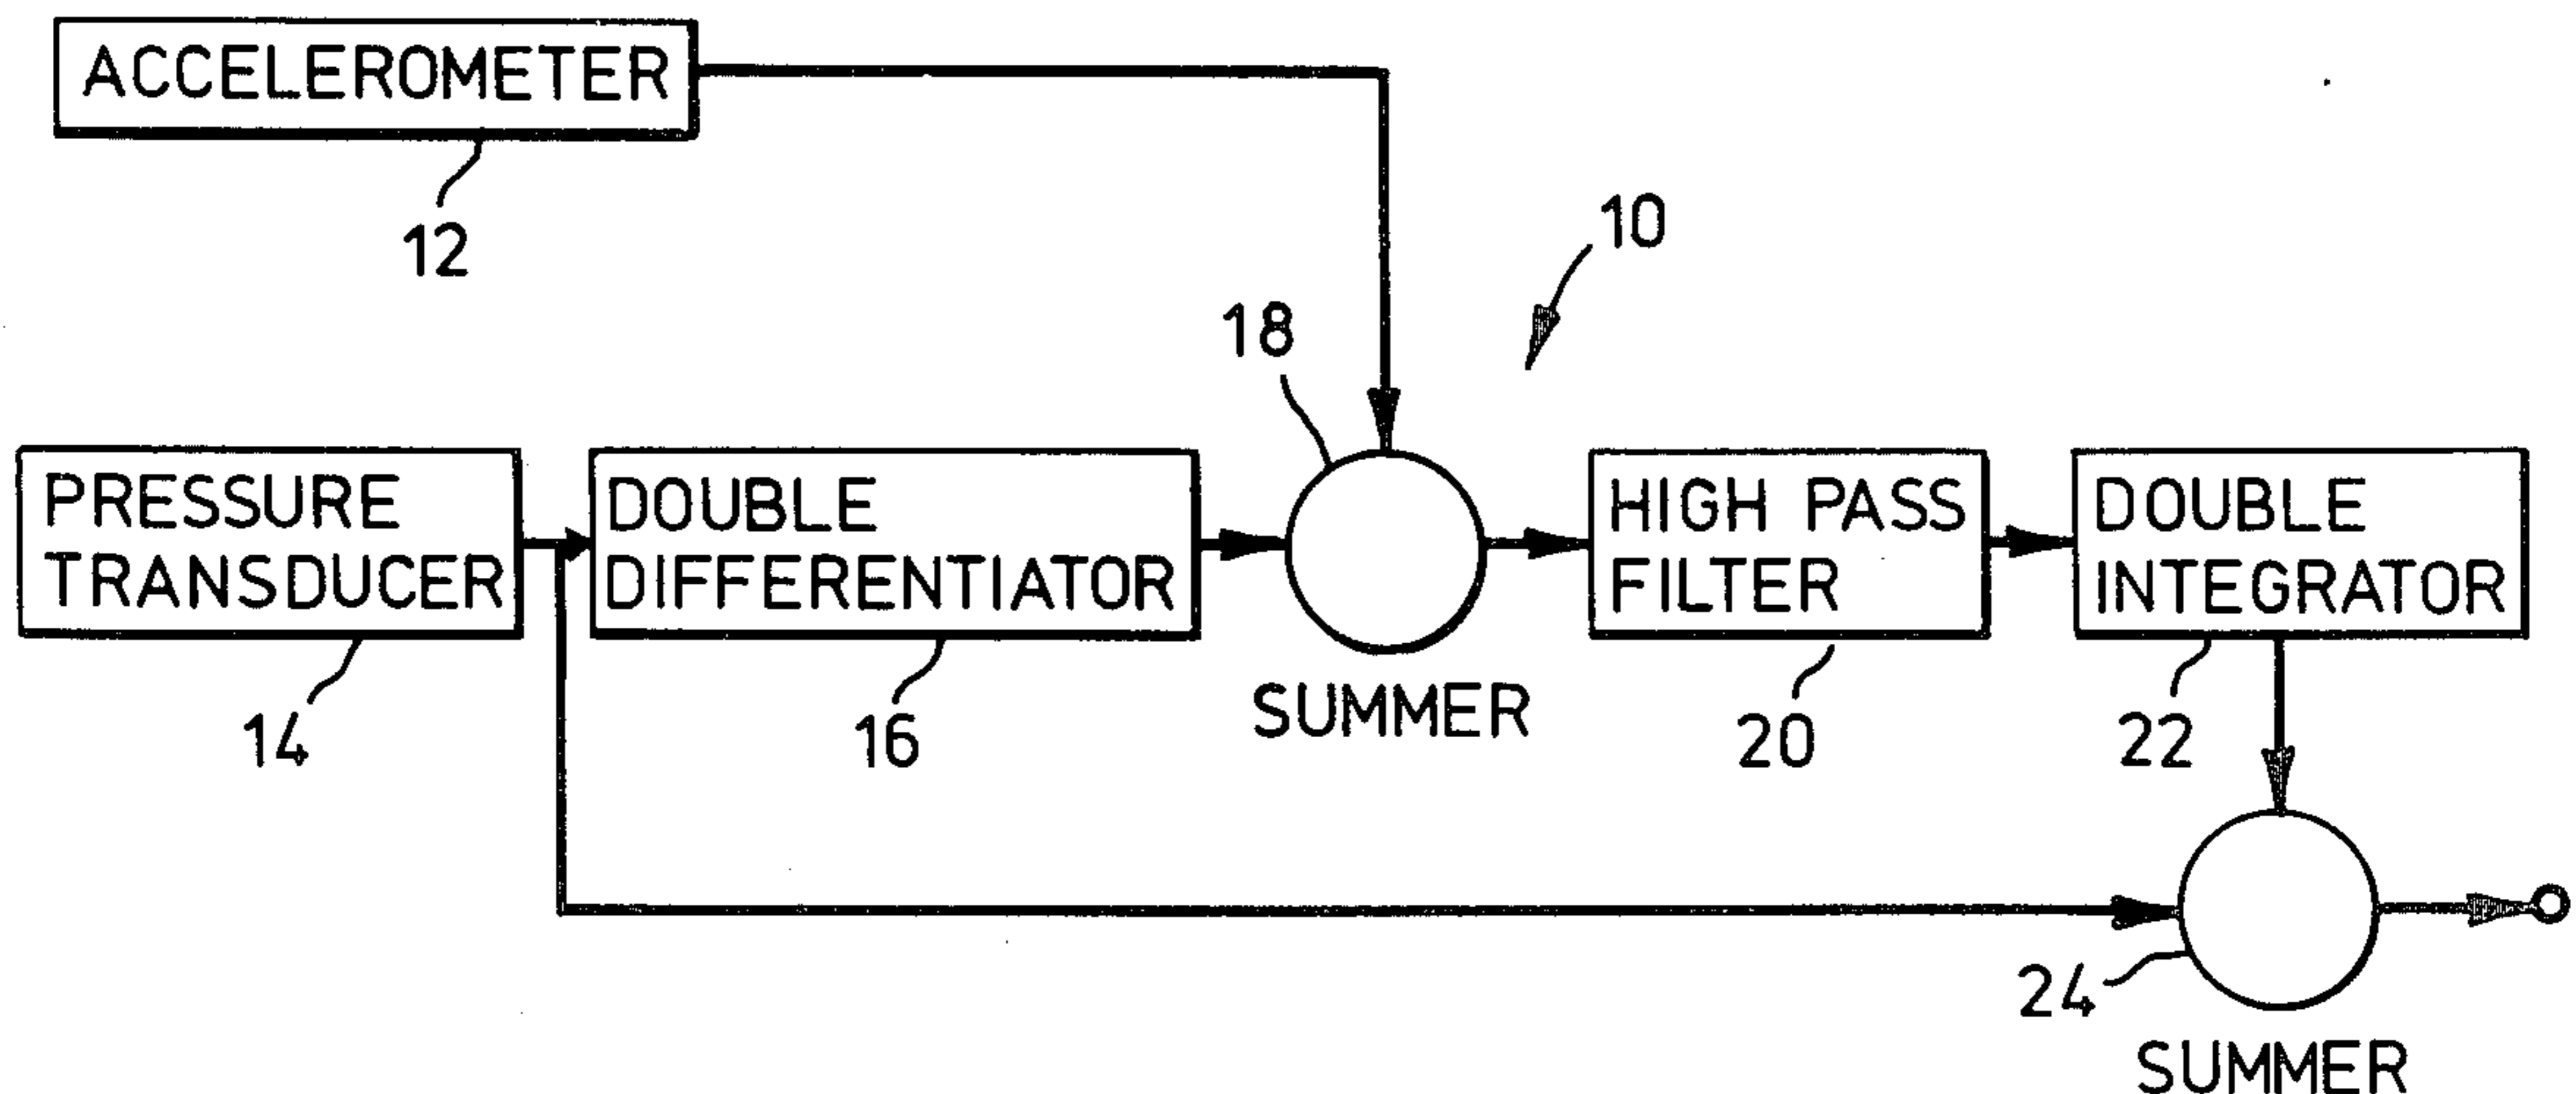 ACCELEROMETER
12
10
18
PRESSURE
TRANSDUCER
14
DOUBLE
DIFFERENTIATOR
16
SUMMER
HIGH PASS
FILTER
20
DOUBLE
INTEGRATOR
22
24
SUMMER